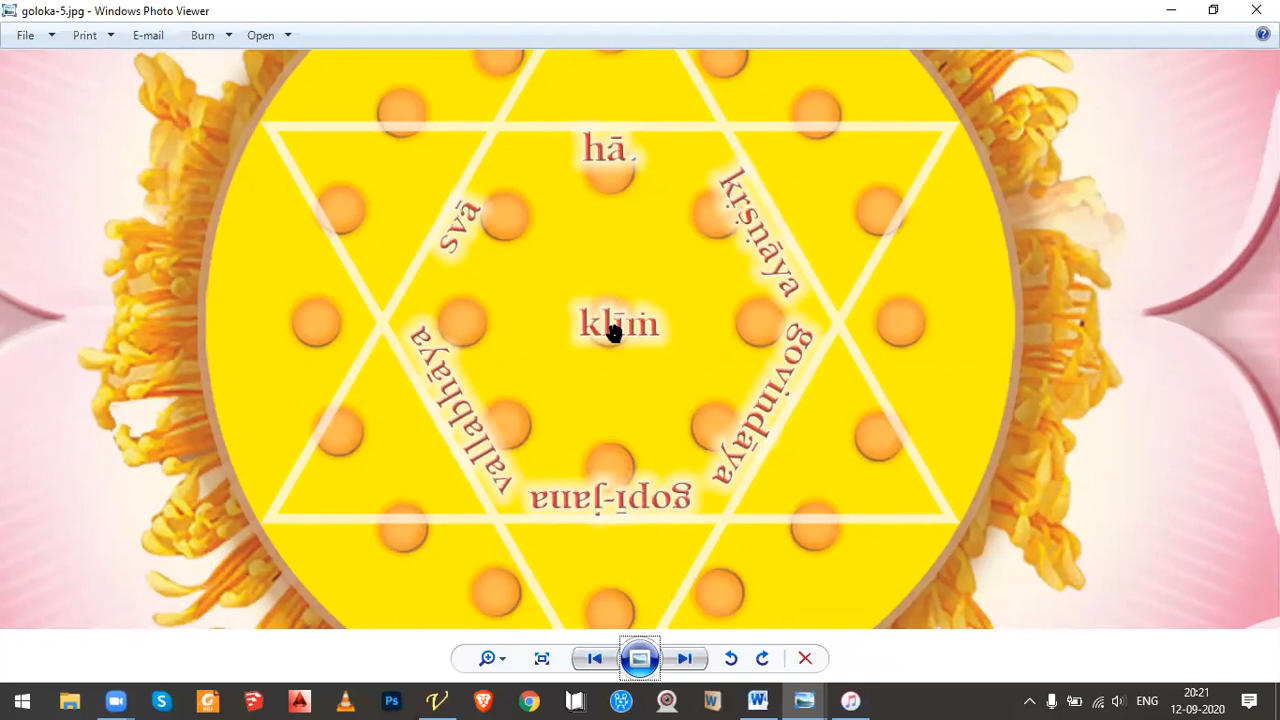 goloka-5.jpg - Windows Photo Viewer
File Print E-mail Burn Open
hā
kṛṣṇāya
svā
klīṁ
govindāya
vallabhāya
gopī-jana
ENG
20:21
12-09-2020